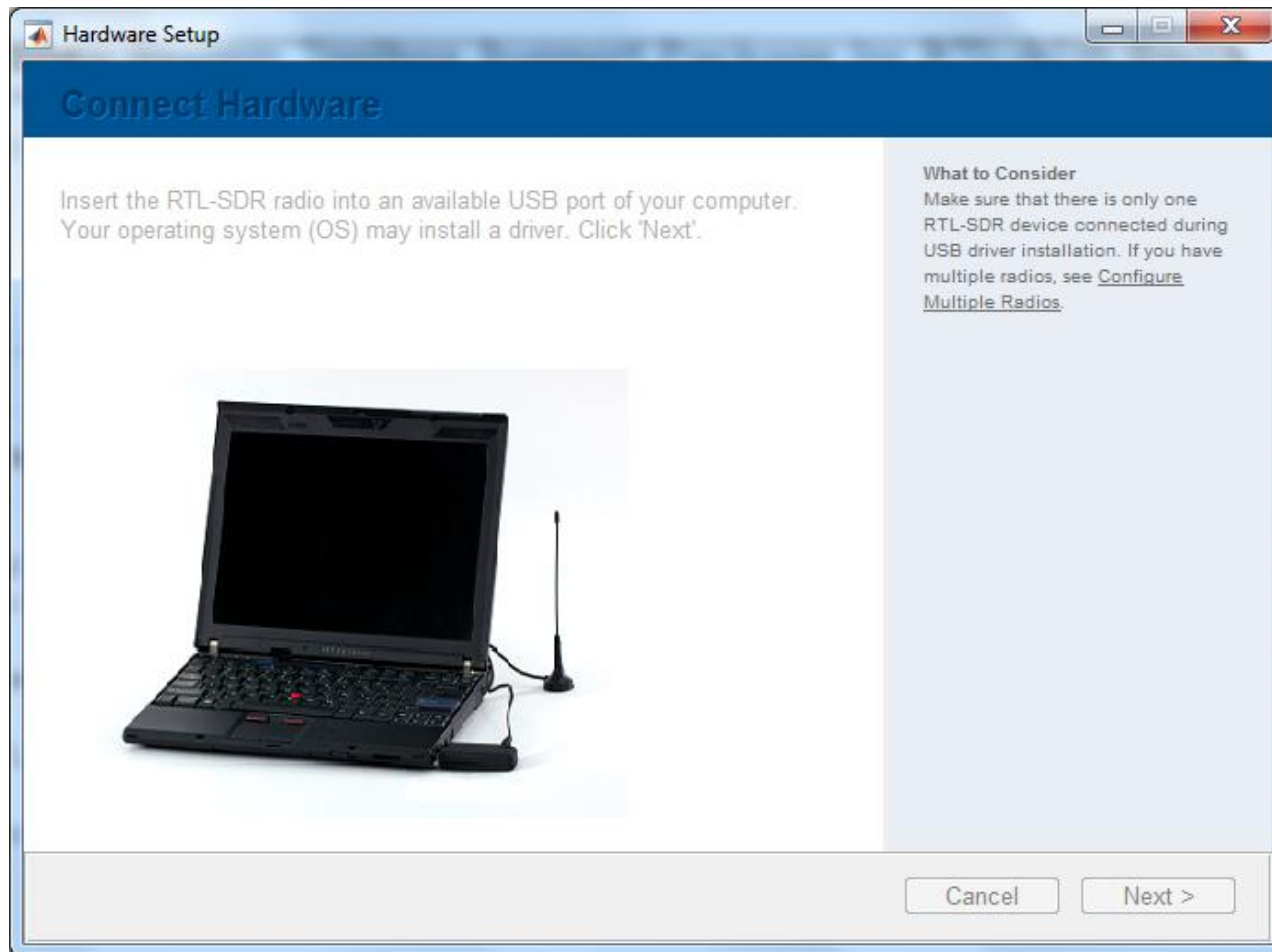 Hardware Setup
Connect Hardware
Insert the RTL-SDR radio into an available USB port of your computer.
Your operating system (OS) may install a driver. Click 'Next'.
What to Consider
Make sure that there is only one
RTL-SDR device connected during
USB driver installation. If you have
multiple radios, see Configure
Multiple Radios.
Cancel
Next >